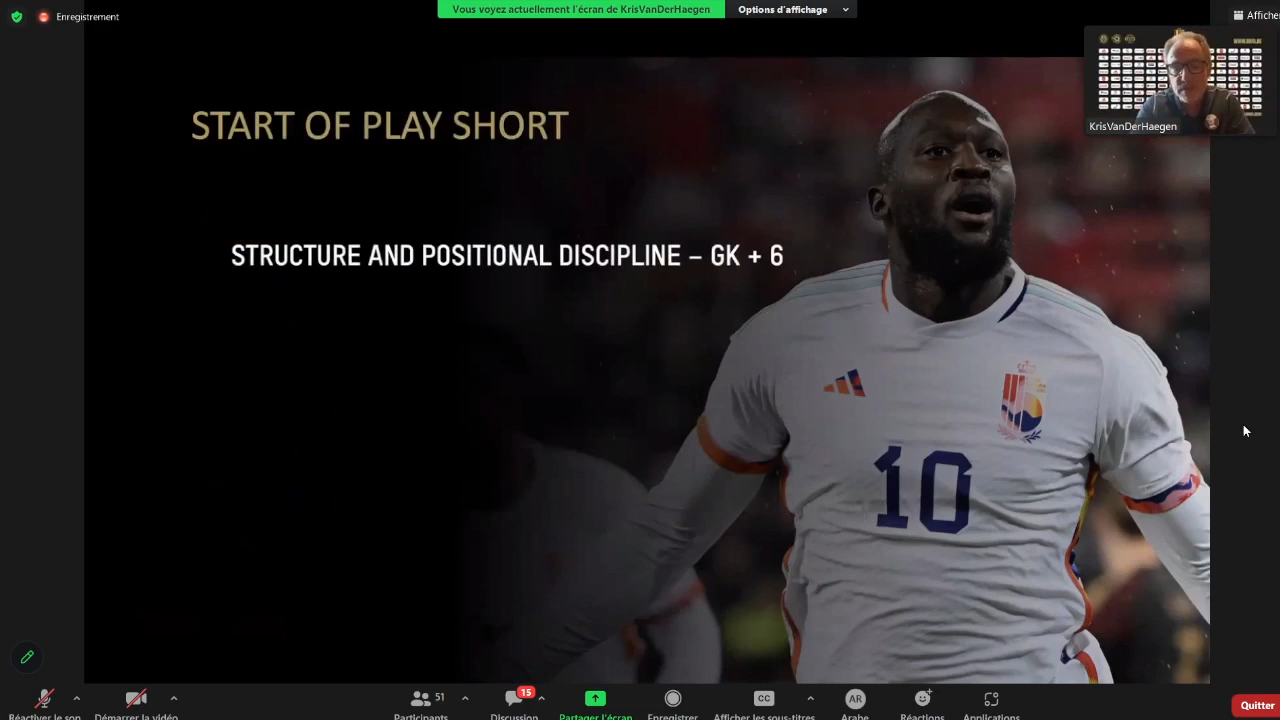 Vous voyez actuellement l'écran de KrisVanDerHaegen
Options d'affichage
Enregistrement
Afficher
KrisVanDerHaegen
START OF PLAY SHORT
STRUCTURE AND POSITIONAL DISCIPLINE – GK + 6
10
51
15
CC
AR
Réactiver le son
Démarrer la vidéo
Participants
Discussion
Partager l'écran
Enregistrer
Afficher les sous-titres
Arabe
Réactions
Applications
Quitter